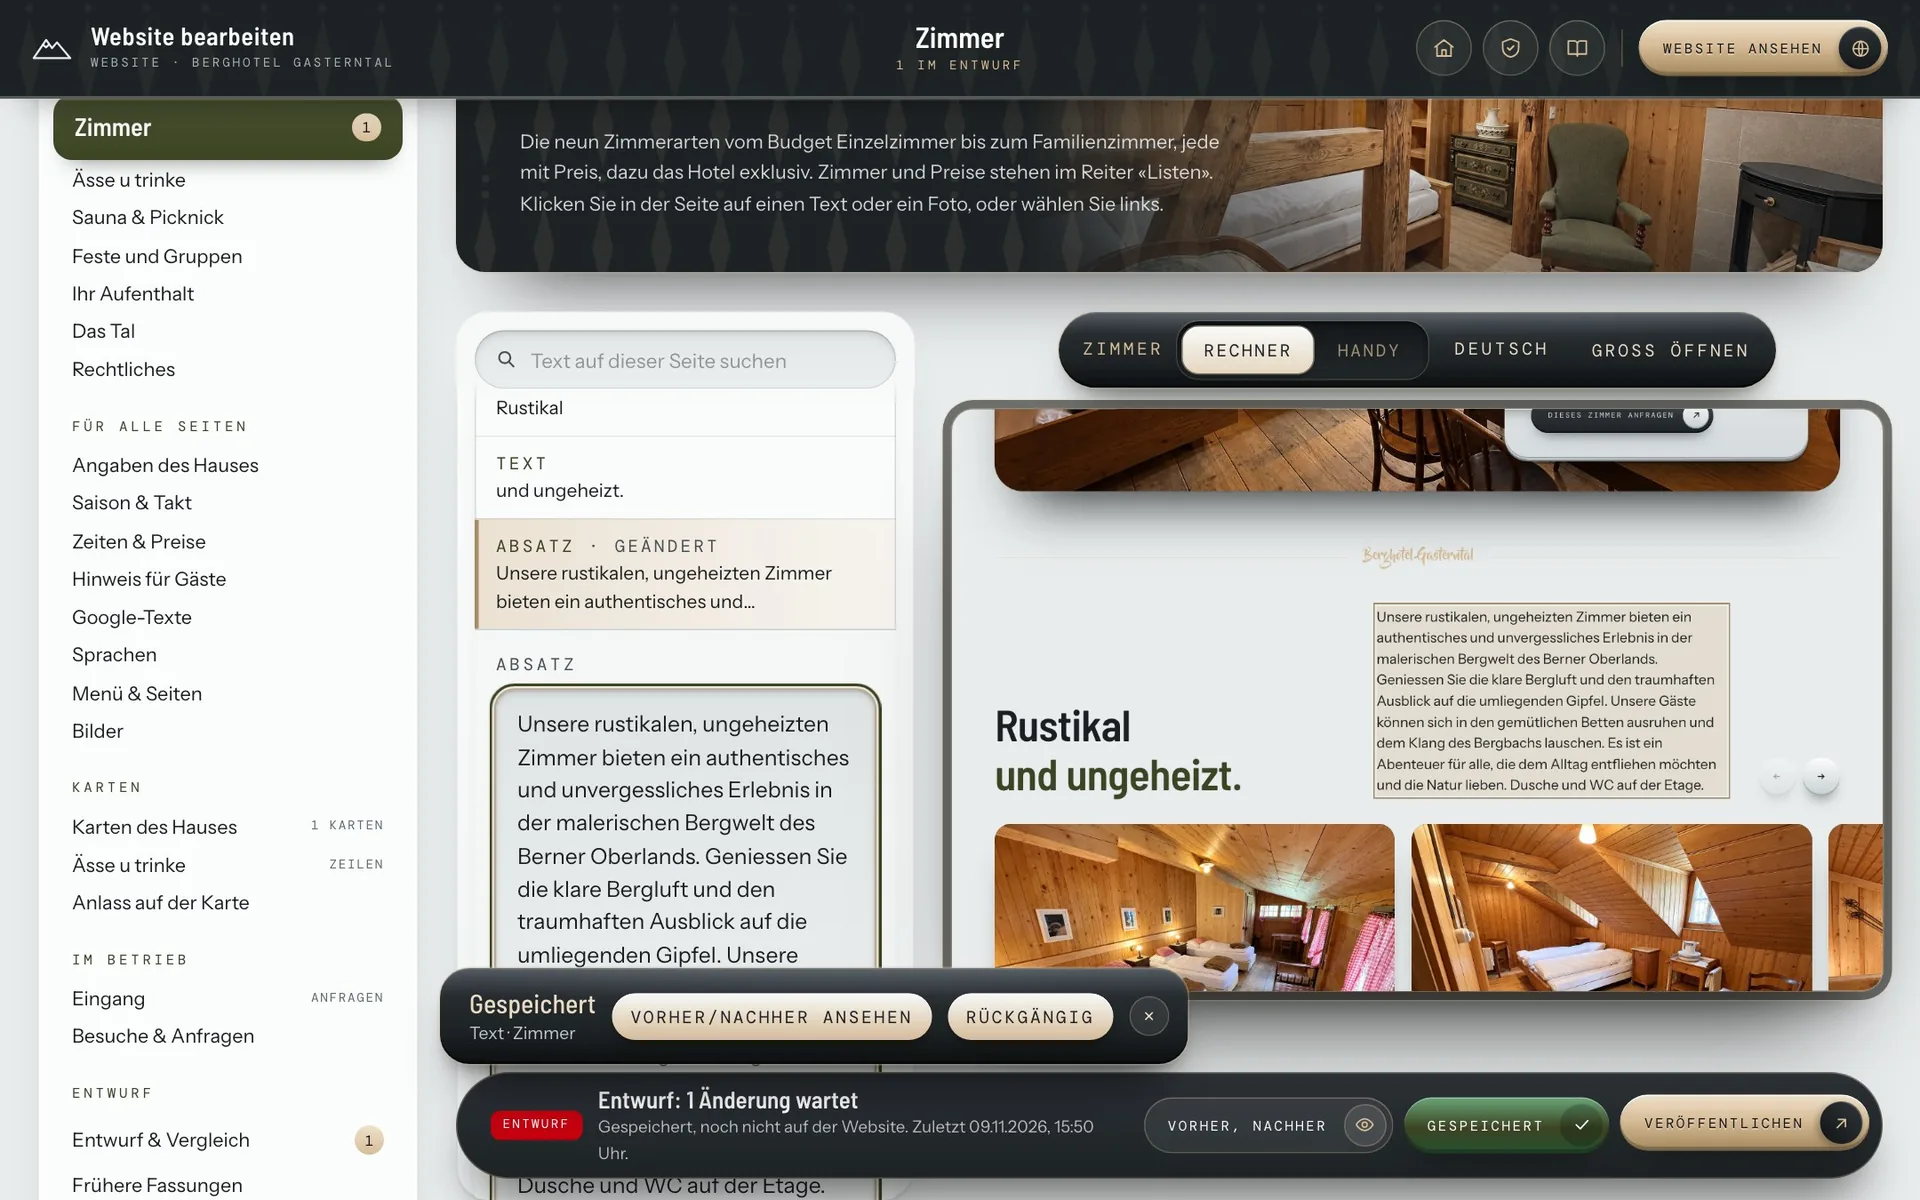 Website bearbeiten
WEBSITE · BERGHOTEL GASTERNTAL
Zimmer
1 IM ENTWURF
WEBSITE ANSEHEN
Zimmer 1
Ässe u trinke
Sauna & Picknick
Feste und Gruppen
Ihr Aufenthalt
Das Tal
Rechtliches
FÜR ALLE SEITEN
Angaben des Hauses
Saison & Takt
Zeiten & Preise
Hinweis für Gäste
Google-Texte
Sprachen
Menü & Seiten
Bilder
KARTEN
Karten des Hauses 1 KARTEN
Ässe u trinke ZEILEN
Anlass auf der Karte
IM BETRIEB
Eingang ANFRAGEN
Besuche & Anfragen
ENTWURF
Entwurf & Vergleich 1
Frühere Fassungen
Die neun Zimmerarten vom Budget Einzelzimmer bis zum Familienzimmer, jede
mit Preis, dazu das Hotel exklusiv. Zimmer und Preise stehen im Reiter «Listen».
Klicken Sie in der Seite auf einen Text oder ein Foto, oder wählen Sie links.
Text auf dieser Seite suchen
Rustikal
TEXT
und ungeheizt.
ABSATZ · GEÄNDERT
Unsere rustikalen, ungeheizten Zimmer
bieten ein authentisches und...
ABSATZ
Unsere rustikalen, ungeheizten
Zimmer bieten ein authentisches
und unvergessliches Erlebnis in
der malerischen Bergwelt des
Berner Oberlands. Geniessen Sie
die klare Bergluft und den
traumhaften Ausblick auf die
umliegenden Gipfel. Unsere
Dusche und WC auf der Etage.
ZIMMER RECHNER HANDY DEUTSCH GROSS ÖFFNEN
DIESES ZIMMER ANFRAGEN
Berghotel Gasterntal
Unsere rustikalen, ungeheizten Zimmer bieten ein
authentisches und unvergessliches Erlebnis in der
malerischen Bergwelt des Berner Oberlands.
Geniessen Sie die klare Bergluft und den traumhaften
Ausblick auf die umliegenden Gipfel. Unsere Gäste
können sich in den gemütlichen Betten ausruhen und
dem Klang des Bergbachs lauschen. Es ist ein
Abenteuer für alle, die dem Alltag entfliehen möchten
und die Natur lieben. Dusche und WC auf der Etage.
Rustikal
und ungeheizt.
Gespeichert
Text · Zimmer
VORHER/NACHHER ANSEHEN
RÜCKGÄNGIG
ENTWURF
Entwurf: 1 Änderung wartet
Gespeichert, noch nicht auf der Website. Zuletzt 09.11.2026, 15:50
Uhr.
VORHER, NACHHER
GESPEICHERT
VERÖFFENTLICHEN